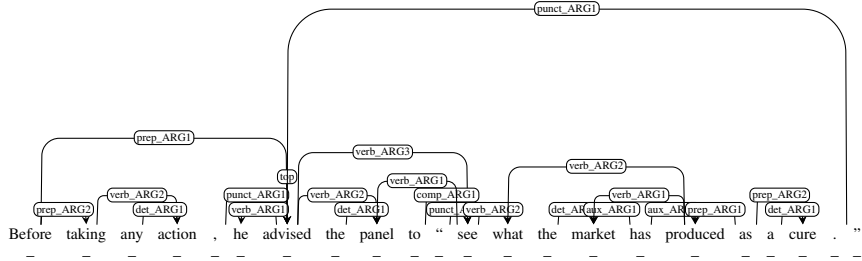 punct_ARG1
prep_ARG1
verb_ARG3
top
verb_ARG1
verb_ARG2
verb_ARG2
punct_ARG1
verb_ARG2
comp_ARG1
verb_ARG1
prep_ARG2
prep_ARG2
det_ARG1
verb_ARG1
det_ARG1
verb_ARG2
aux_ARG1
prep_ARG1
det_ARG1
Before taking any action , he advised the panel to “ see what the market has produced as a cure . ”
_ _ _ _ _ _ _ _ _ _ _ _ _ _ _ _ _ _ _ _ _ _